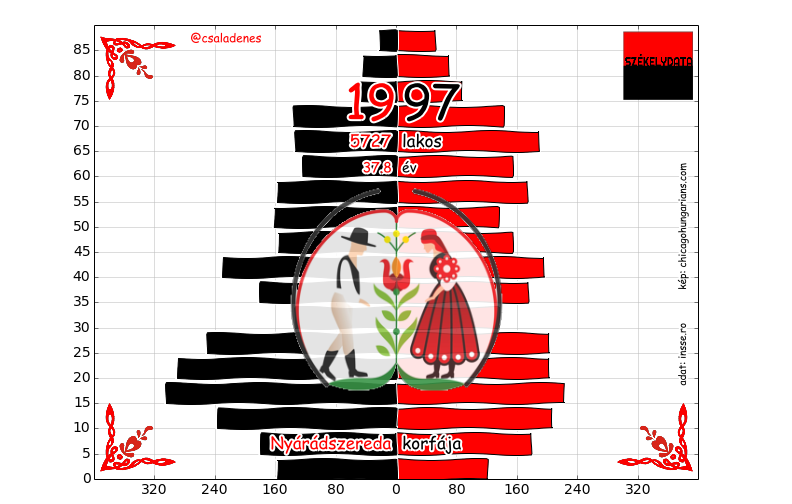 @csaladenes
SZÉKELYDATA
1997
5727 lakos
37.8 év
kép: chicagohungarians.com
adat: insse.ro
Nyárádszereda korfája
85
80
75
70
65
60
55
50
45
40
35
30
25
20
15
10
5
0
320 240 160 80 0 80 160 240 320